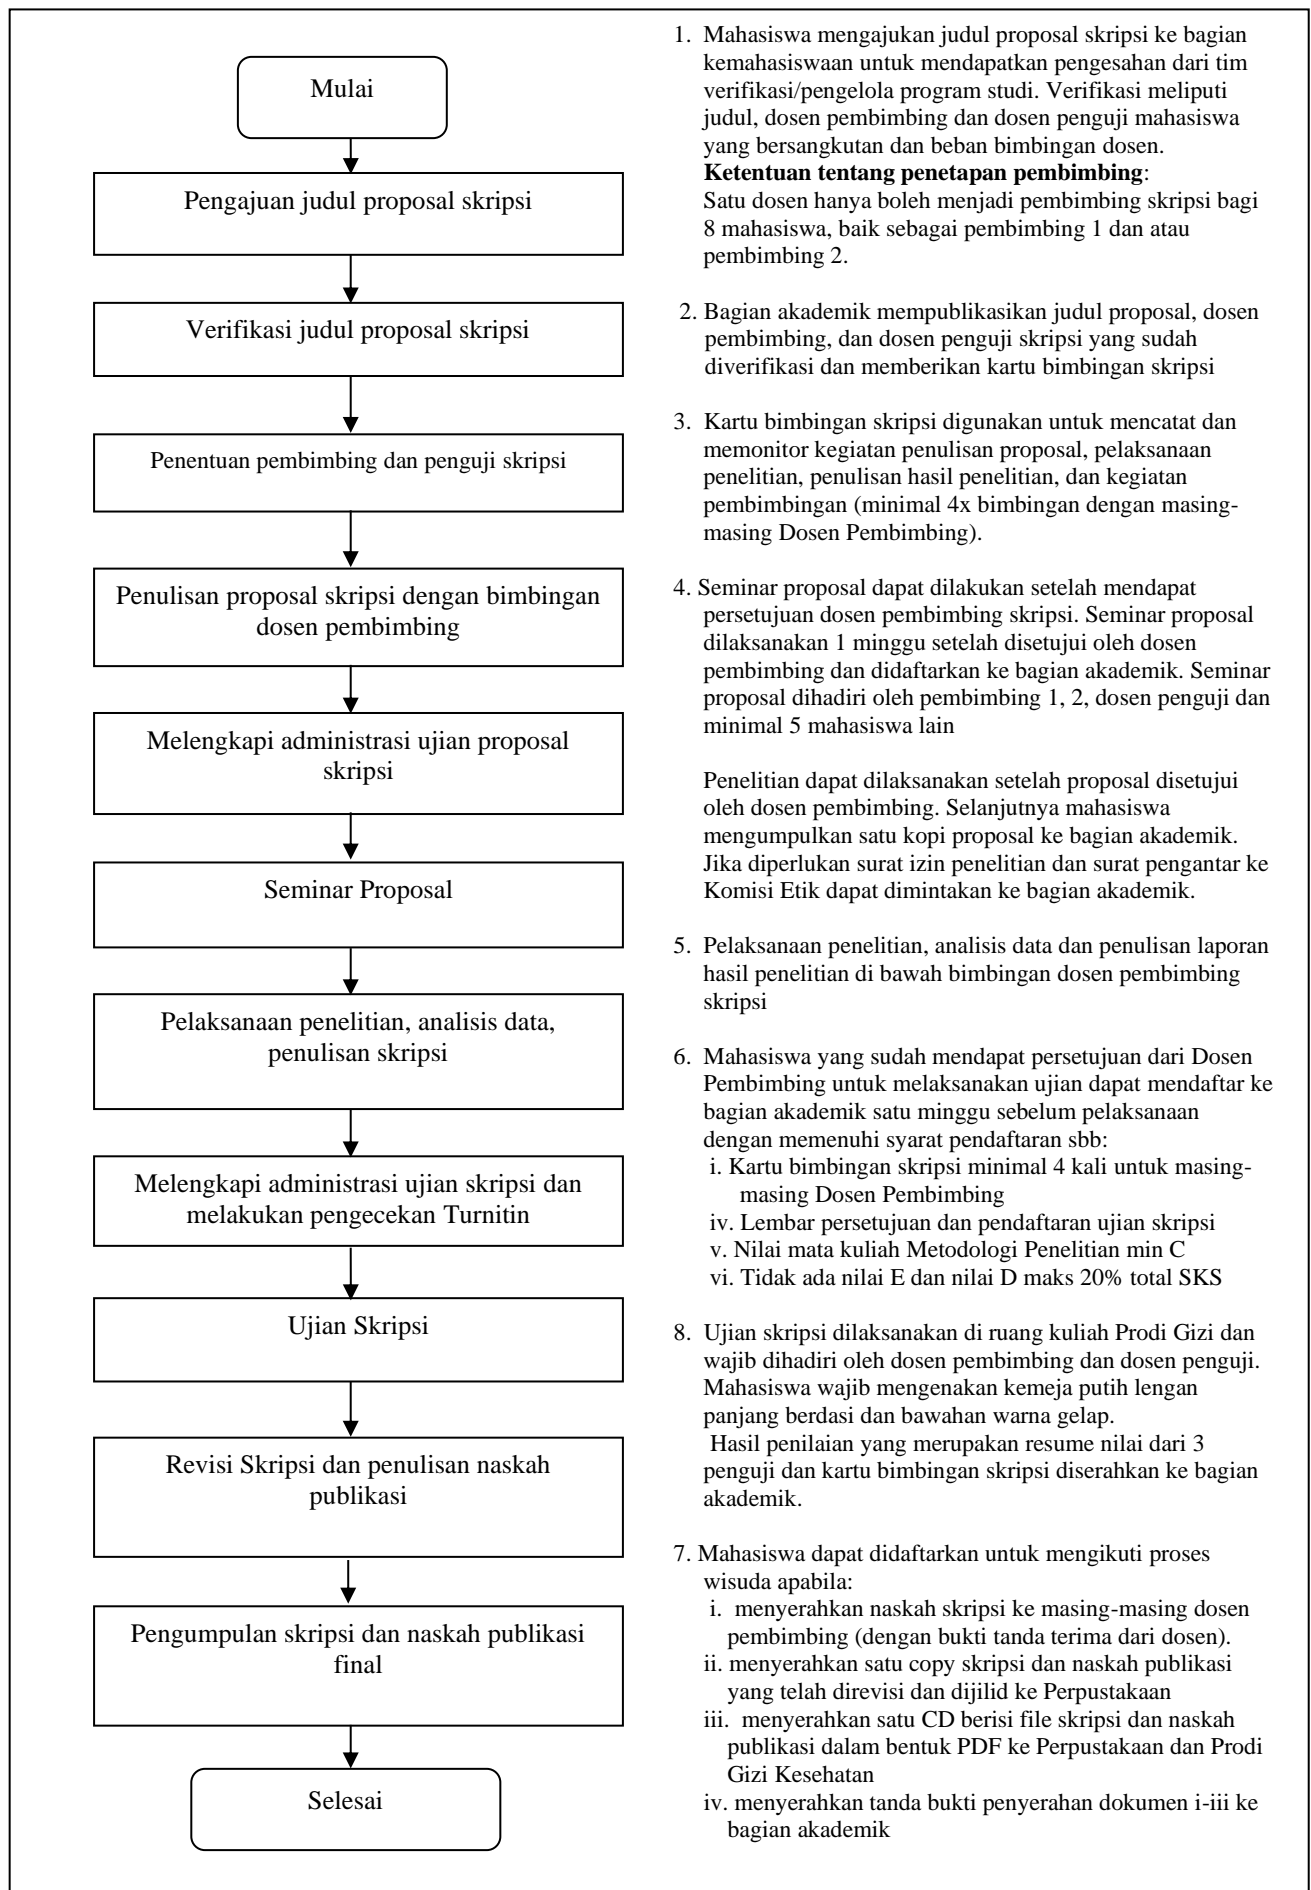 Mulai
Pengajuan judul proposal skripsi
Verifikasi judul proposal skripsi
Penentuan pembimbing dan penguji skripsi
Penulisan proposal skripsi dengan bimbingan
dosen pembimbing
Melengkapi administrasi ujian proposal
skripsi
Seminar Proposal
Pelaksanaan penelitian, analisis data,
penulisan skripsi
Melengkapi administrasi ujian skripsi dan
melakukan pengecekan Turnitin
Ujian Skripsi
Revisi Skripsi dan penulisan naskah
publikasi
Pengumpulan skripsi dan naskah publikasi
final
Selesai
1. Mahasiswa mengajukan judul proposal skripsi ke bagian
kemahasiswaan untuk mendapatkan pengesahan dari tim
verifikasi/pengelola program studi. Verifikasi meliputi
judul, dosen pembimbing dan dosen penguji mahasiswa
yang bersangkutan dan beban bimbingan dosen.
Ketentuan tentang penetapan pembimbing:
Satu dosen hanya boleh menjadi pembimbing skripsi bagi
8 mahasiswa, baik sebagai pembimbing 1 dan atau
pembimbing 2.
2. Bagian akademik mempublikasikan judul proposal, dosen
pembimbing, dan dosen penguji skripsi yang sudah
diverifikasi dan memberikan kartu bimbingan skripsi
3. Kartu bimbingan skripsi digunakan untuk mencatat dan
memonitor kegiatan penulisan proposal, pelaksanaan
penelitian, penulisan hasil penelitian, dan kegiatan
pembimbingan (minimal 4x bimbingan dengan masing-
masing Dosen Pembimbing).
4. Seminar proposal dapat dilakukan setelah mendapat
persetujuan dosen pembimbing skripsi. Seminar proposal
dilaksanakan 1 minggu setelah disetujui oleh dosen
pembimbing dan didaftarkan ke bagian akademik. Seminar
proposal dihadiri oleh pembimbing 1, 2, dosen penguji dan
minimal 5 mahasiswa lain
Penelitian dapat dilaksanakan setelah proposal disetujui
oleh dosen pembimbing. Selanjutnya mahasiswa
mengumpulkan satu kopi proposal ke bagian akademik.
Jika diperlukan surat izin penelitian dan surat pengantar ke
Komisi Etik dapat dimintakan ke bagian akademik.
5. Pelaksanaan penelitian, analisis data dan penulisan laporan
hasil penelitian di bawah bimbingan dosen pembimbing
skripsi
6. Mahasiswa yang sudah mendapat persetujuan dari Dosen
Pembimbing untuk melaksanakan ujian dapat mendaftar ke
bagian akademik satu minggu sebelum pelaksanaan
dengan memenuhi syarat pendaftaran sbb:
i. Kartu bimbingan skripsi minimal 4 kali untuk masing-
masing Dosen Pembimbing
iv. Lembar persetujuan dan pendaftaran ujian skripsi
v. Nilai mata kuliah Metodologi Penelitian min C
vi. Tidak ada nilai E dan nilai D maks 20% total SKS
8. Ujian skripsi dilaksanakan di ruang kuliah Prodi Gizi dan
wajib dihadiri oleh dosen pembimbing dan dosen penguji.
Mahasiswa wajib mengenakan kemeja putih lengan
panjang berdasi dan bawahan warna gelap.
Hasil penilaian yang merupakan resume nilai dari 3
penguji dan kartu bimbingan skripsi diserahkan ke bagian
akademik.
7. Mahasiswa dapat didaftarkan untuk mengikuti proses
wisuda apabila:
i. menyerahkan naskah skripsi ke masing-masing dosen
pembimbing (dengan bukti tanda terima dari dosen).
ii. menyerahkan satu copy skripsi dan naskah publikasi
yang telah direvisi dan dijilid ke Perpustakaan
iii. menyerahkan satu CD berisi file skripsi dan naskah
publikasi dalam bentuk PDF ke Perpustakaan dan Prodi
Gizi Kesehatan
iv. menyerahkan tanda bukti penyerahan dokumen i-iii ke
bagian akademik